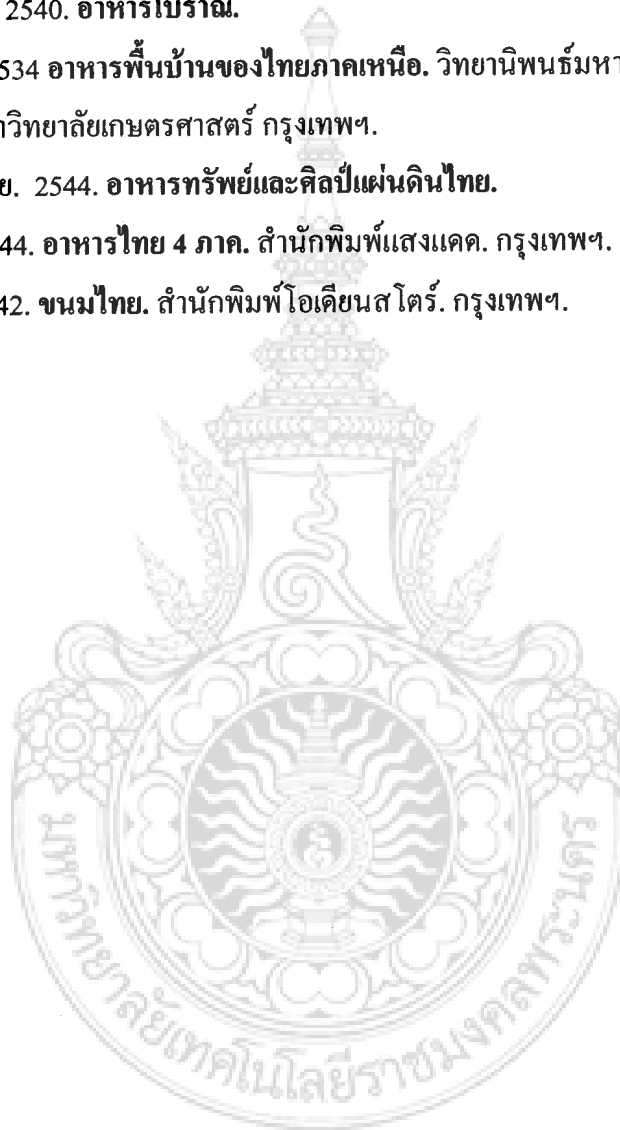 2540. อาหารโบราณ.
2534 อาหารพื้นบ้านของไทยภาคเหนือ. วิทยานิพนธ์มหา
วิทยาลัยเกษตรศาสตร์ กรุงเทพฯ.
ย. 2544. อาหารทรัพย์และศิลป์แผ่นดินไทย.
44. อาหารไทย 4 ภาค. สำนักพิมพ์แสงแดด. กรุงเทพฯ.
42. ขนมไทย. สำนักพิมพ์โอเดียนสโตร์. กรุงเทพฯ.
มหาวิทยาลัยเทคโนโลยีราชมงคลพระนคร